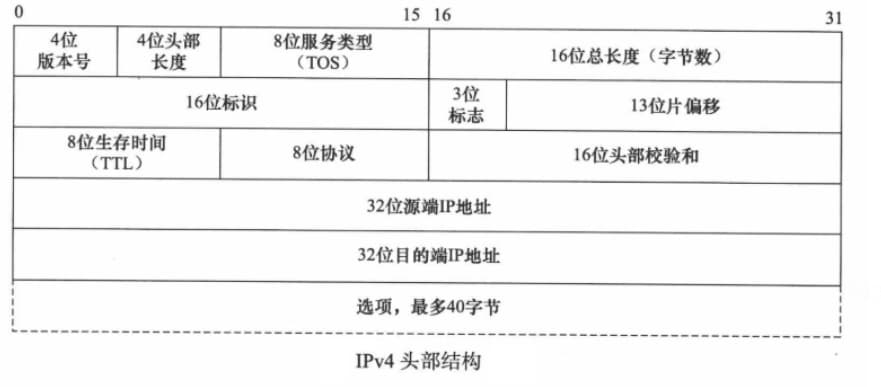 0 15 16 31
4位
版本号
4位头部
长度
8位服务类型
（TOS）
16位总长度（字节数）
16位标识
3位
标志
13位片偏移
8位生存时间
（TTL）
8位协议
16位头部校验和
32位源端IP地址
32位目的端IP地址
选项，最多40字节
IPv4 头部结构